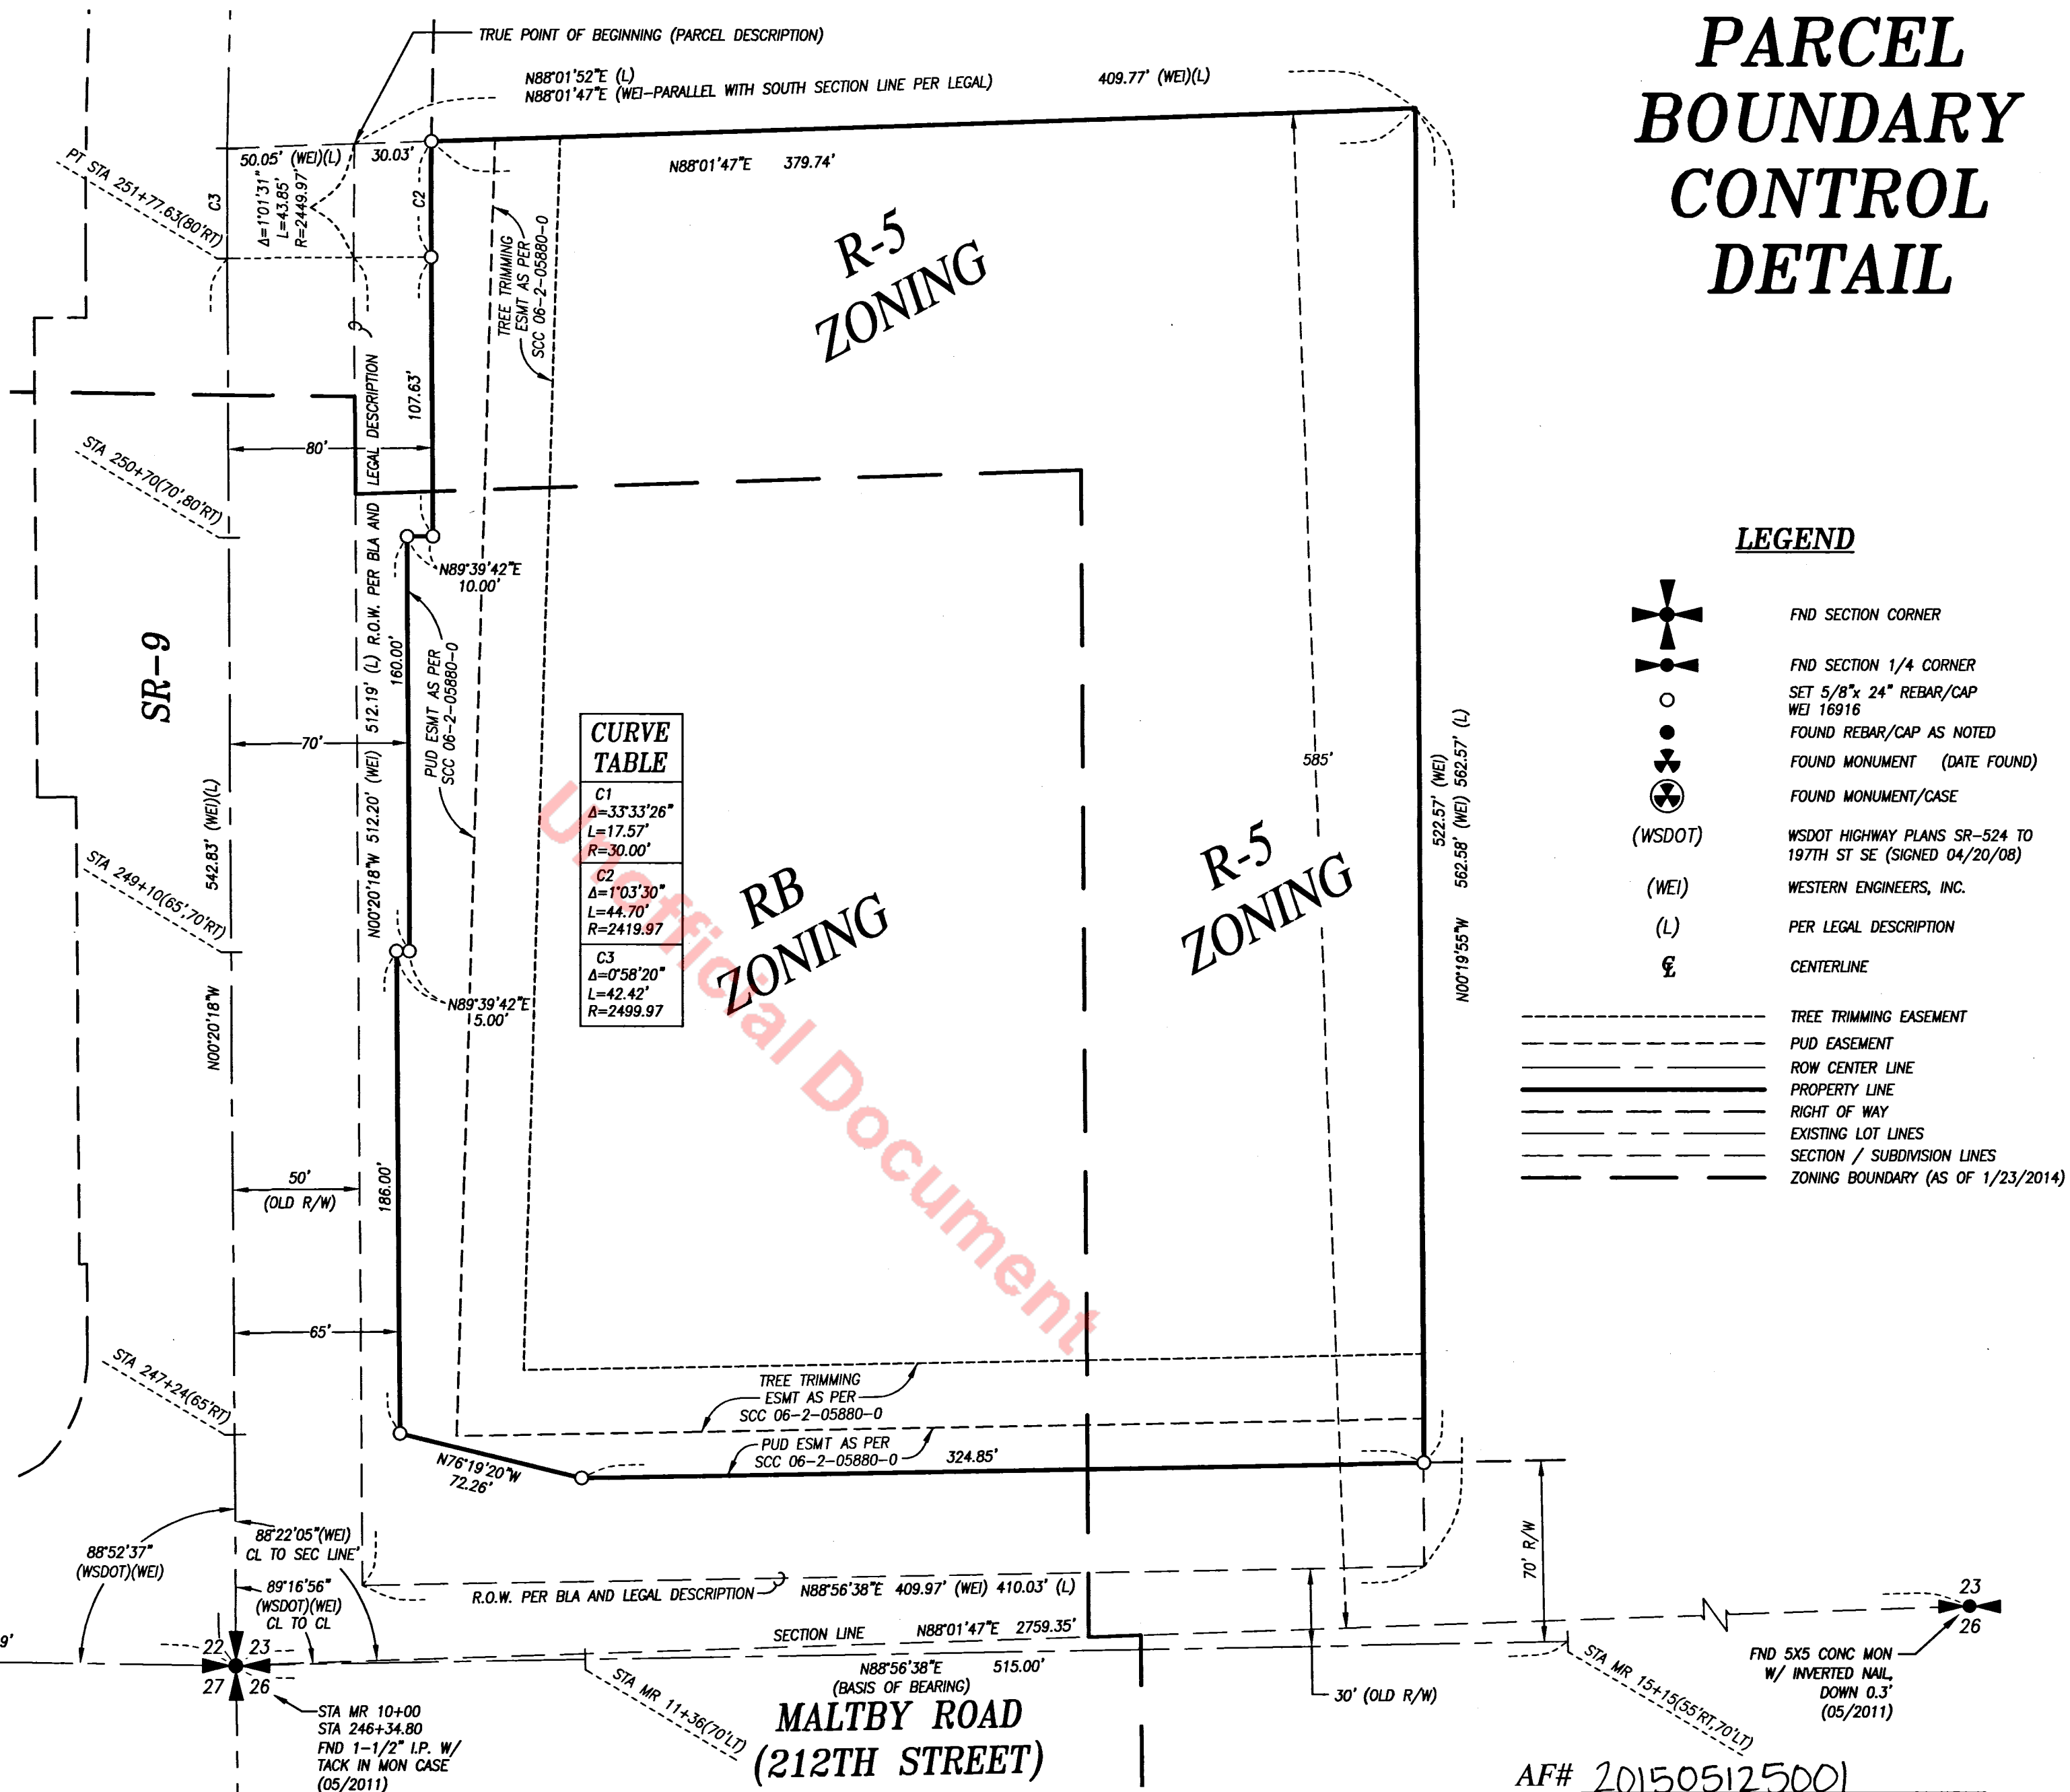 PARCEL
BOUNDARY
CONTROL
DETAIL
TRUE POINT OF BEGINNING (PARCEL DESCRIPTION)
N88°01'52"E (L)
N88°01'47"E (WEI-PARALLEL WITH SOUTH SECTION LINE PER LEGAL)
409.77' (WEI)(L)
50.05' (WEI)(L)
30.03'
N88°01'47"E 379.74'
PT STA 251+77.63(80'RT)
C3
Δ=1°01'31"
L=43.85'
R=2449.97'
C2
TREE TRIMMING
ESMT AS PER
SCC 06-2-05880-0
R-5
ZONING
107.63'
80'
STA 250+70(70',80'RT)
N89°39'42"E
10.00'
SR-9
N00°20'18"W 512.20' (WEI) 512.19' (L) R.O.W. PER BLA AND LEGAL DESCRIPTION
160.00'
PUD ESMT AS PER
SCC 06-2-05880-0
70'
542.83' (WEI)(L)
N00°20'18"W
STA 249+10(65',70'RT)
N89°39'42"E
5.00'
CURVE
TABLE
C1
Δ=33°33'26"
L=17.57'
R=30.00'
C2
Δ=1°03'30"
L=44.70'
R=2419.97
C3
Δ=0°58'20"
L=42.42'
R=2499.97
RB
ZONING
R-5
ZONING
585'
522.57' (WEI)
N00°19'55"W 562.58' (WEI) 562.57' (L)
LEGEND
FND SECTION CORNER
FND SECTION 1/4 CORNER
SET 5/8"x 24" REBAR/CAP
WEI 16916
FOUND REBAR/CAP AS NOTED
FOUND MONUMENT (DATE FOUND)
FOUND MONUMENT/CASE
(WSDOT) WSDOT HIGHWAY PLANS SR-524 TO
197TH ST SE (SIGNED 04/20/08)
(WEI) WESTERN ENGINEERS, INC.
(L) PER LEGAL DESCRIPTION
℄ CENTERLINE
TREE TRIMMING EASEMENT
PUD EASEMENT
ROW CENTER LINE
PROPERTY LINE
RIGHT OF WAY
EXISTING LOT LINES
SECTION / SUBDIVISION LINES
ZONING BOUNDARY (AS OF 1/23/2014)
Unofficial Document
50'
(OLD R/W)
186.00'
65'
STA 247+24(65'RT)
TREE TRIMMING
ESMT AS PER
SCC 06-2-05880-0
PUD ESMT AS PER
SCC 06-2-05880-0
324.85'
N76°19'20"W
72.26'
88°52'37"
(WSDOT)(WEI)
88°22'05"(WEI)
CL TO SEC LINE
89°16'56"
(WSDOT)(WEI)
CL TO CL
R.O.W. PER BLA AND LEGAL DESCRIPTION
N88°56'38"E 409.97' (WEI) 410.03' (L)
70' R/W
9'
22 23
27 26
SECTION LINE N88°01'47"E 2759.35'
N88°56'38"E 515.00'
(BASIS OF BEARING)
STA MR 10+00
STA 246+34.80
FND 1-1/2" I.P. W/
TACK IN MON CASE
(05/2011)
STA MR 11+36(70'LT)
MALTBY ROAD
(212TH STREET)
30' (OLD R/W)
STA MR 15+15(55'RT,70'LT)
23
26
FND 5X5 CONC MON
W/ INVERTED NAIL,
DOWN 0.3'
(05/2011)
AF# 201505125001